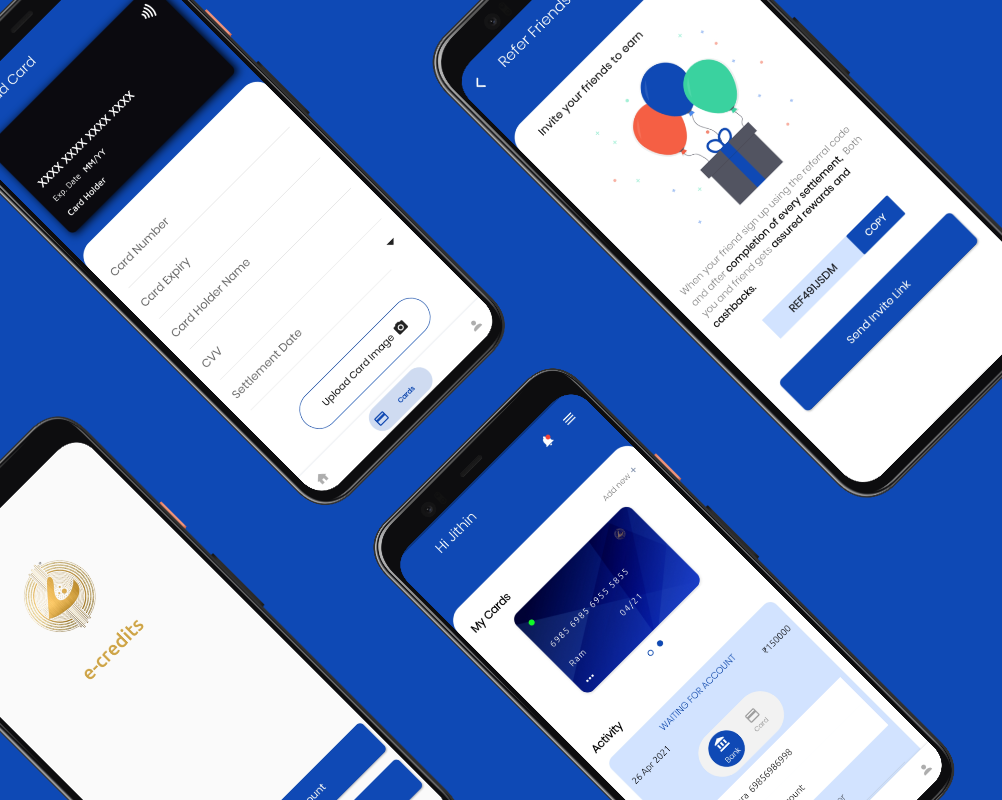 Card
XXXX XXXX XXXX XXXX
Exp. Date MM/YY
Card Holder
Card Number
Card Expiry
Card Holder Name
CVV
Settlement Date
Upload Card Image
Cards
Refer Friends
Invite your friends to earn
When your friend sign up using the referral code
and after completion of every settlement. Both
you and friend gets assured rewards and
cashbacks.
REF491JSDM
COPY
Send Invite Link
e-credits
Hi Jithin
My Cards
Add new +
6985 6985 6955 5855
04/21
Ram
Activity
26 Apr 2021
WAITING FOR ACCOUNT
₹150000
Bank
Card
69856986998